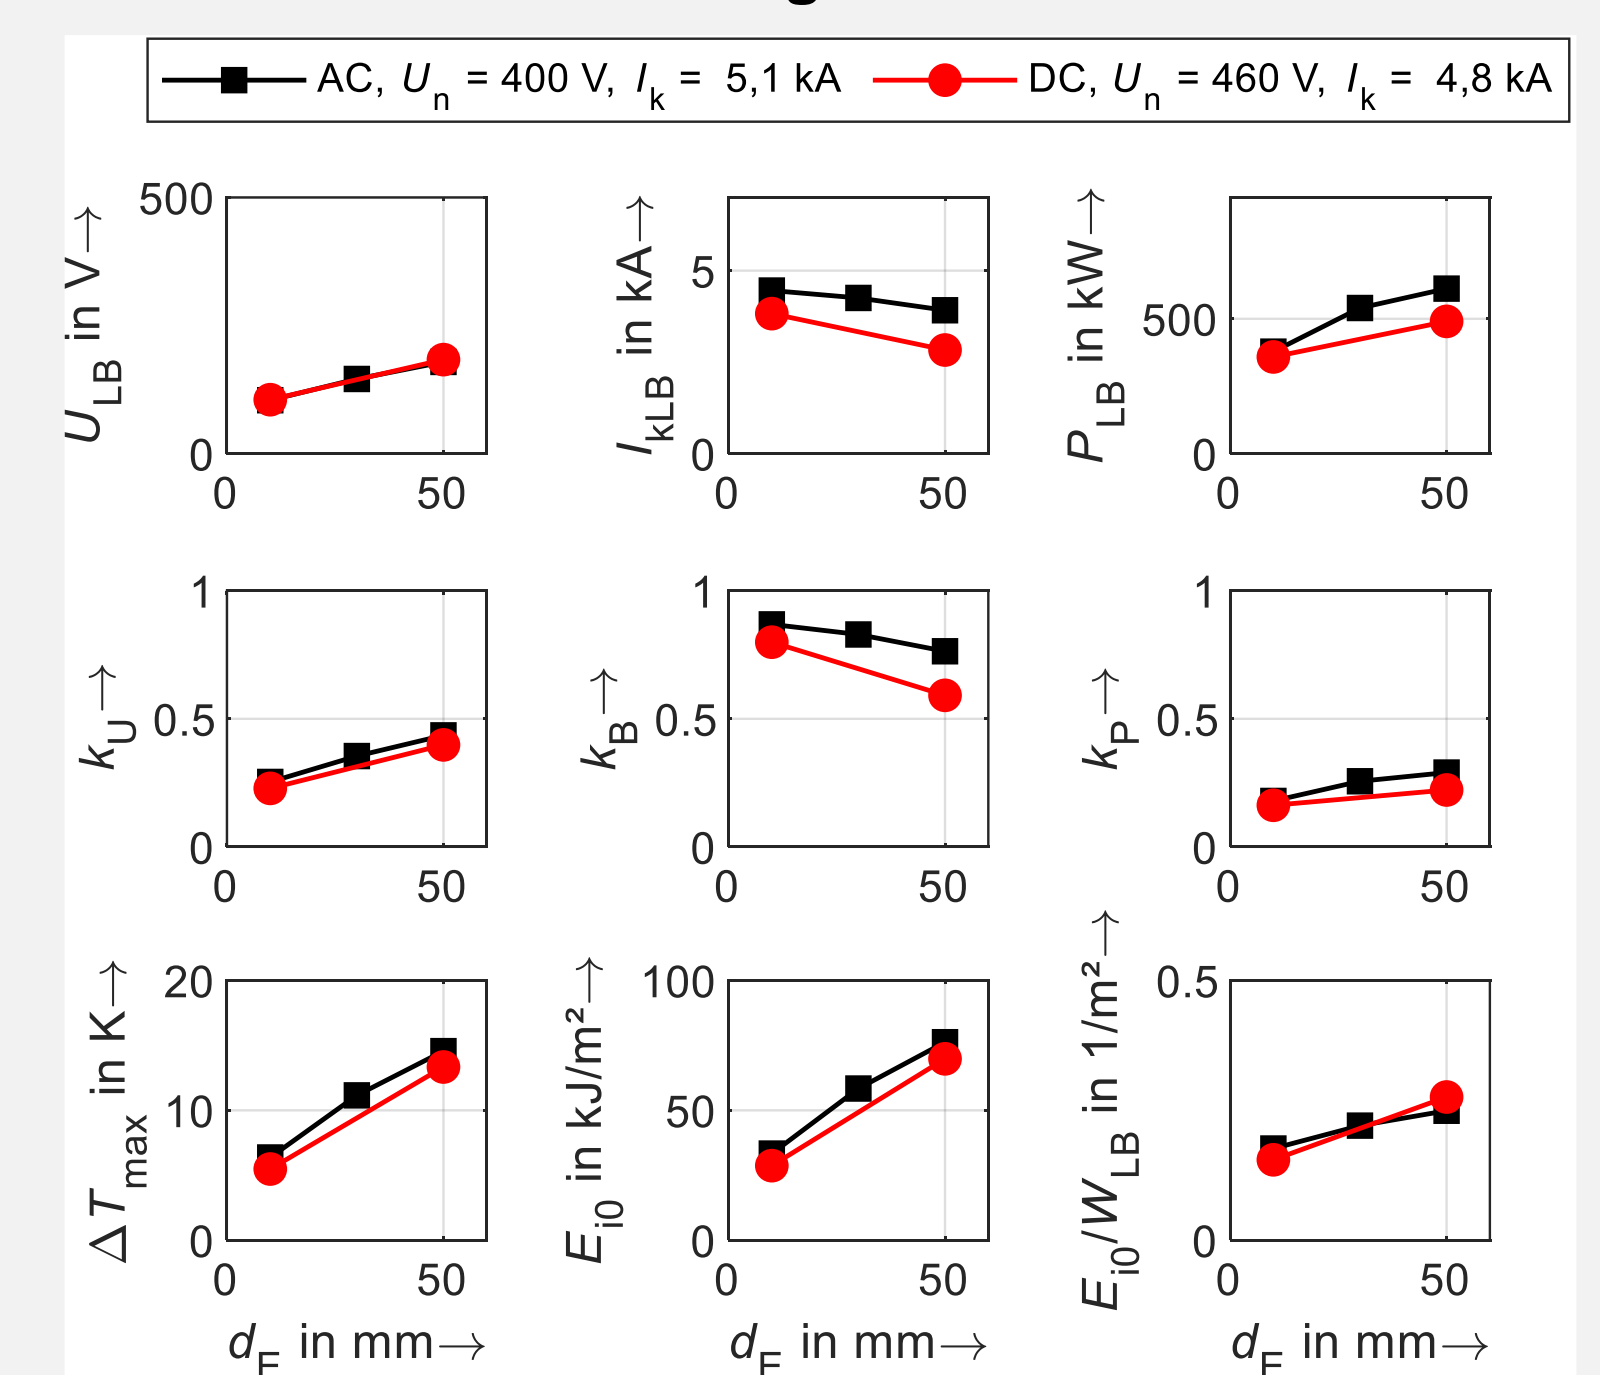 AC, Un = 400 V, Ik = 5,1 kA DC, Un = 460 V, Ik = 4,8 kA
ULB in V→
500
0
0 50
IkLB in kA→
5
0
0 50
PLB in kW→
500
0
0 50
kU→
1
0.5
0
0 50
kB→
1
0.5
0
0 50
kP→
1
0.5
0
0 50
ΔTmax in K→
20
10
0
0 50
dE in mm→
Ei0 in kJ/m²→
100
50
0
0 50
dE in mm→
Ei0/WLB in 1/m²→
0.5
0
0 50
dE in mm→